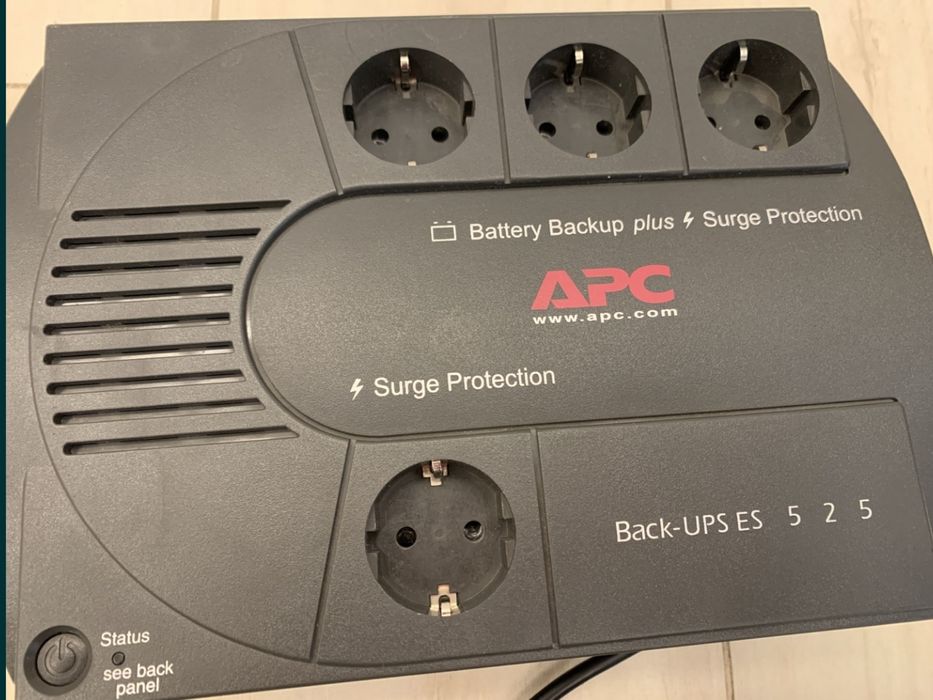 Battery Backup plus Surge Protection
APC
www.apc.com
Surge Protection
Back-UPS ES 5 2 5
Status
see back
panel